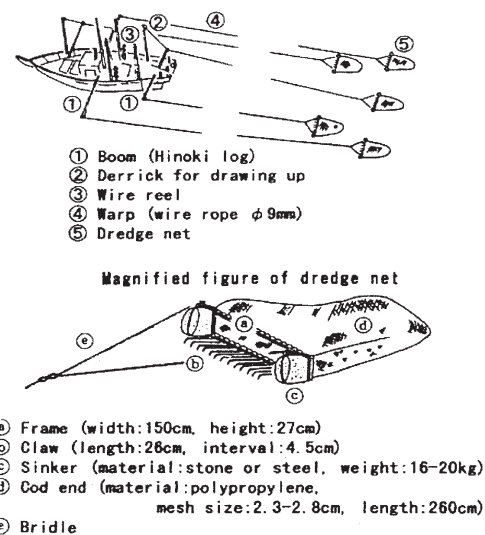 ② ④
③ ⑤
① ①
① Boom (Hinoki log)
② Derrick for drawing up
③ Wire reel
④ Warp (wire rope φ9mm)
⑤ Dredge net
Magnified figure of dredge net
ⓔ ⓐ ⓓ
ⓑ
ⓒ
ⓐ Frame (width:150cm, height:27cm)
ⓑ Claw (length:26cm, interval:4.5cm)
ⓒ Sinker (material:stone or steel, weight:16-20kg)
ⓓ Cod end (material:polypropylene,
mesh size:2.3-2.8cm, length:260cm)
ⓔ Bridle